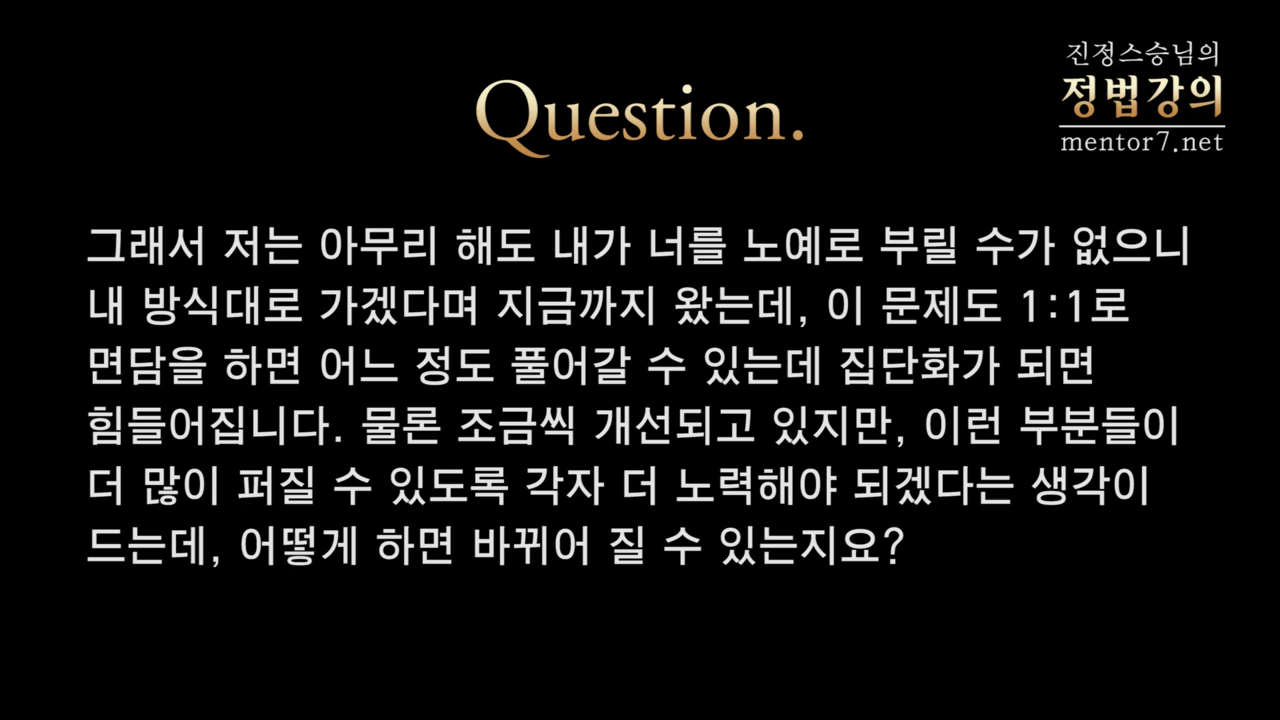 진정스승님의
정법강의
mentor7.net
Question.
그래서 저는 아무리 해도 내가 너를 노예로 부릴 수가 없으니
내 방식대로 가겠다며 지금까지 왔는데, 이 문제도 1:1로
면담을 하면 어느 정도 풀어갈 수 있는데 집단화가 되면
힘들어집니다. 물론 조금씩 개선되고 있지만, 이런 부분들이
더 많이 퍼질 수 있도록 각자 더 노력해야 되겠다는 생각이
드는데, 어떻게 하면 바뀌어 질 수 있는지요?